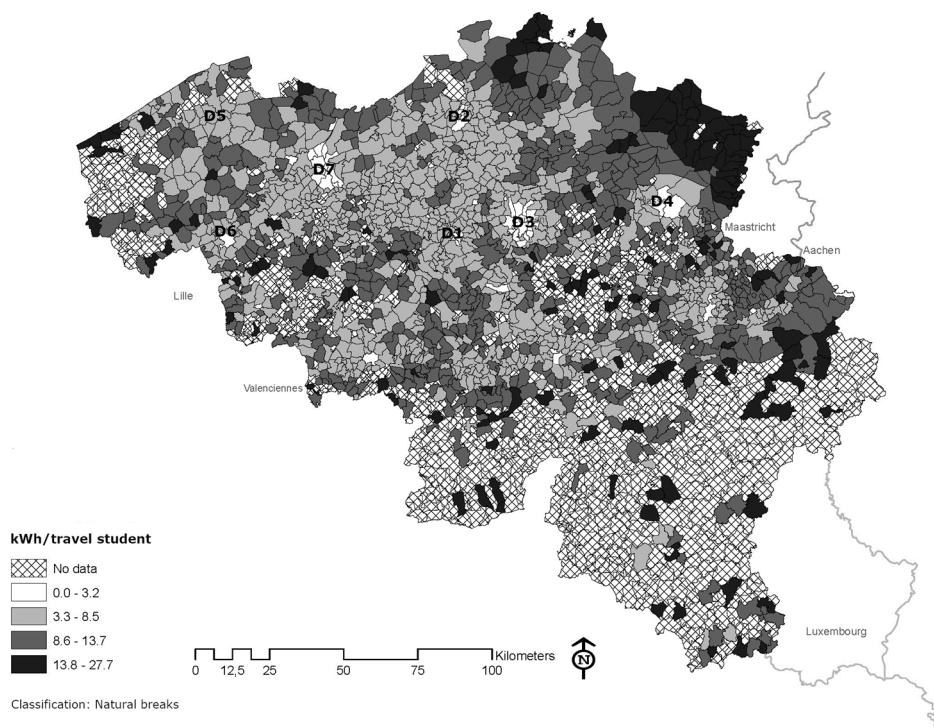 D5
D2
D7
D4
D3
D6
D1
Maastricht
Aachen
Lille
Valenciennes
kWh/travel student
No data
0.0 - 3.2
3.3 - 8.5
8.6 - 13.7
13.8 - 27.7
Luxembourg
Kilometers
0 12,5 25 50 75 100
N
Classification: Natural breaks